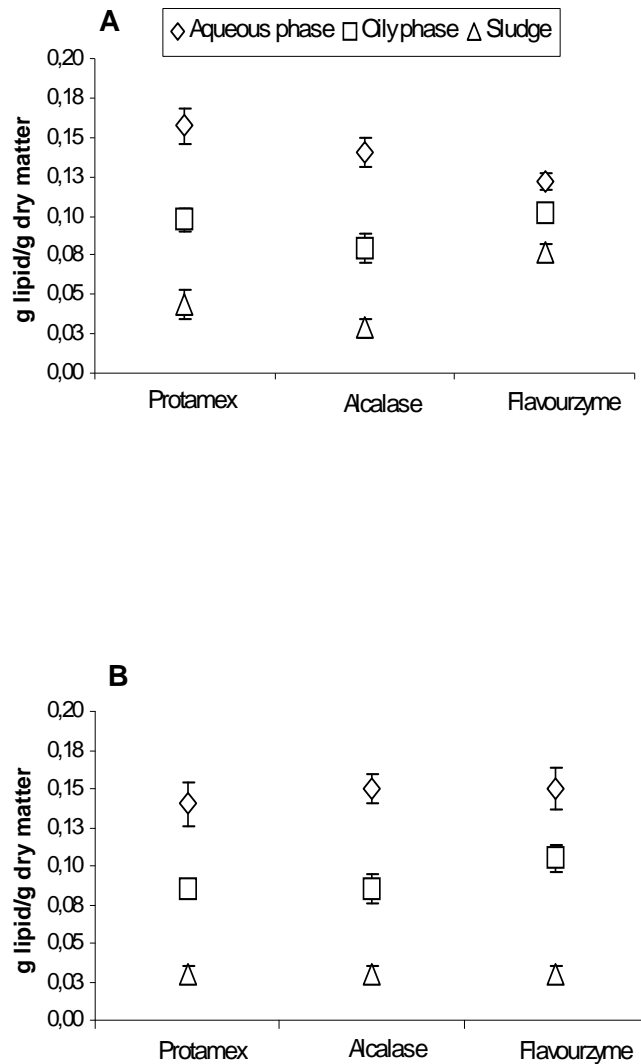 A
Aqueous phase Oily phase Sludge
g lipid/g dry matter
0,20
0,18
0,15
0,13
0,10
0,08
0,05
0,03
0,00
Protamex Alcalase Flavourzyme
B
g lipid/g dry matter
0,20
0,18
0,15
0,13
0,10
0,08
0,05
0,03
0,00
Protamex Alcalase Flavourzyme